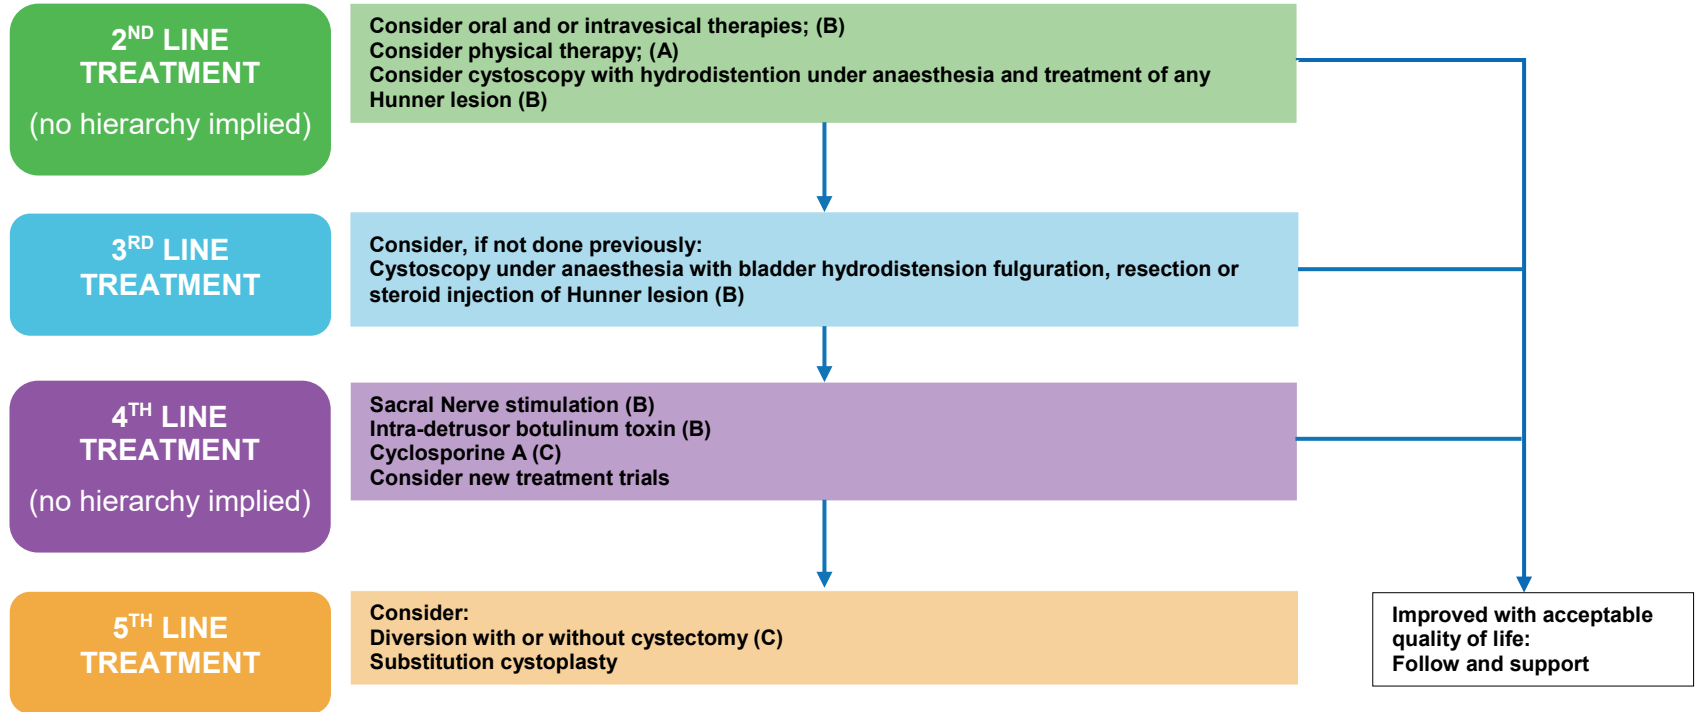 2ND LINE
TREATMENT
(no hierarchy implied)
Consider oral and or intravesical therapies; (B)
Consider physical therapy; (A)
Consider cystoscopy with hydrodistention under anaesthesia and treatment of any
Hunner lesion (B)
3RD LINE
TREATMENT
Consider, if not done previously:
Cystoscopy under anaesthesia with bladder hydrodistension fulguration, resection or
steroid injection of Hunner lesion (B)
4TH LINE
TREATMENT
(no hierarchy implied)
Sacral Nerve stimulation (B)
Intra-detrusor botulinum toxin (B)
Cyclosporine A (C)
Consider new treatment trials
5TH LINE
TREATMENT
Consider:
Diversion with or without cystectomy (C)
Substitution cystoplasty
Improved with acceptable
quality of life:
Follow and support